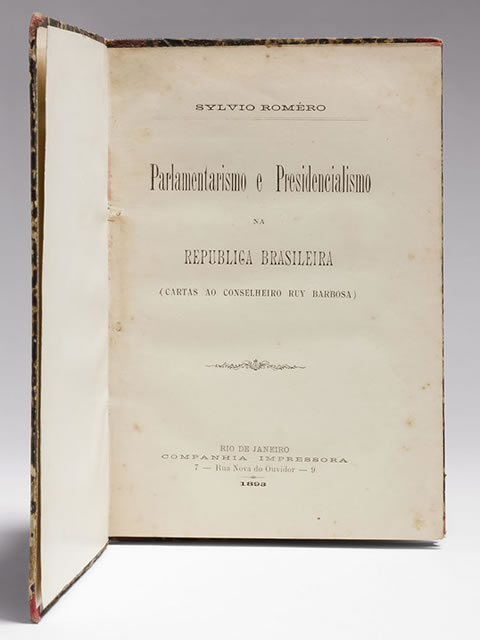 SYLVIO ROMÉRO
Parlamentarismo e Presidencialismo
NA
REPUBLICA BRASILEIRA
(CARTAS AO CONSELHEIRO RUY BARBOSA)
RIO DE JANEIRO
COMPANHIA IMPRESSORA
7 — Rua Nova do Ouvidor — 9
1893